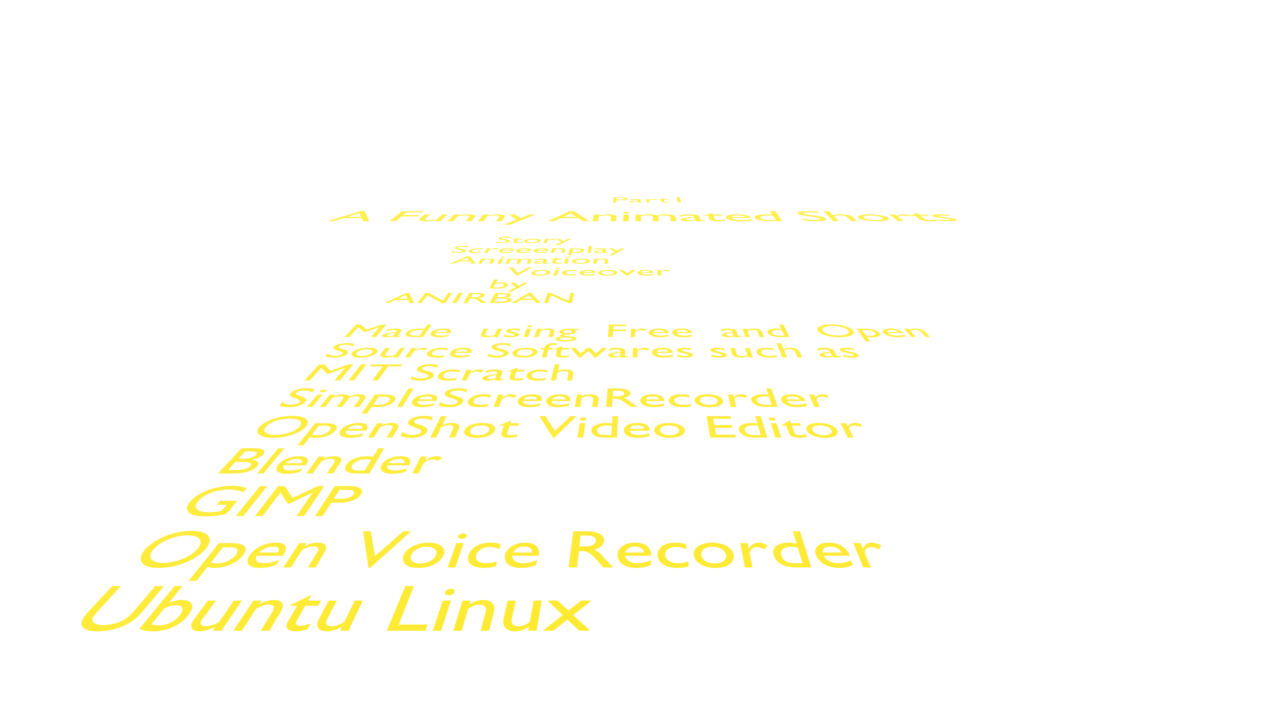 Part I
A Funny Animated Shorts
Story
Screeenplay
Animation
Voiceover
by
ANIRBAN
Made using Free and Open
Source Softwares such as
MIT Scratch
SimpleScreenRecorder
OpenShot Video Editor
Blender
GIMP
Open Voice Recorder
Ubuntu Linux